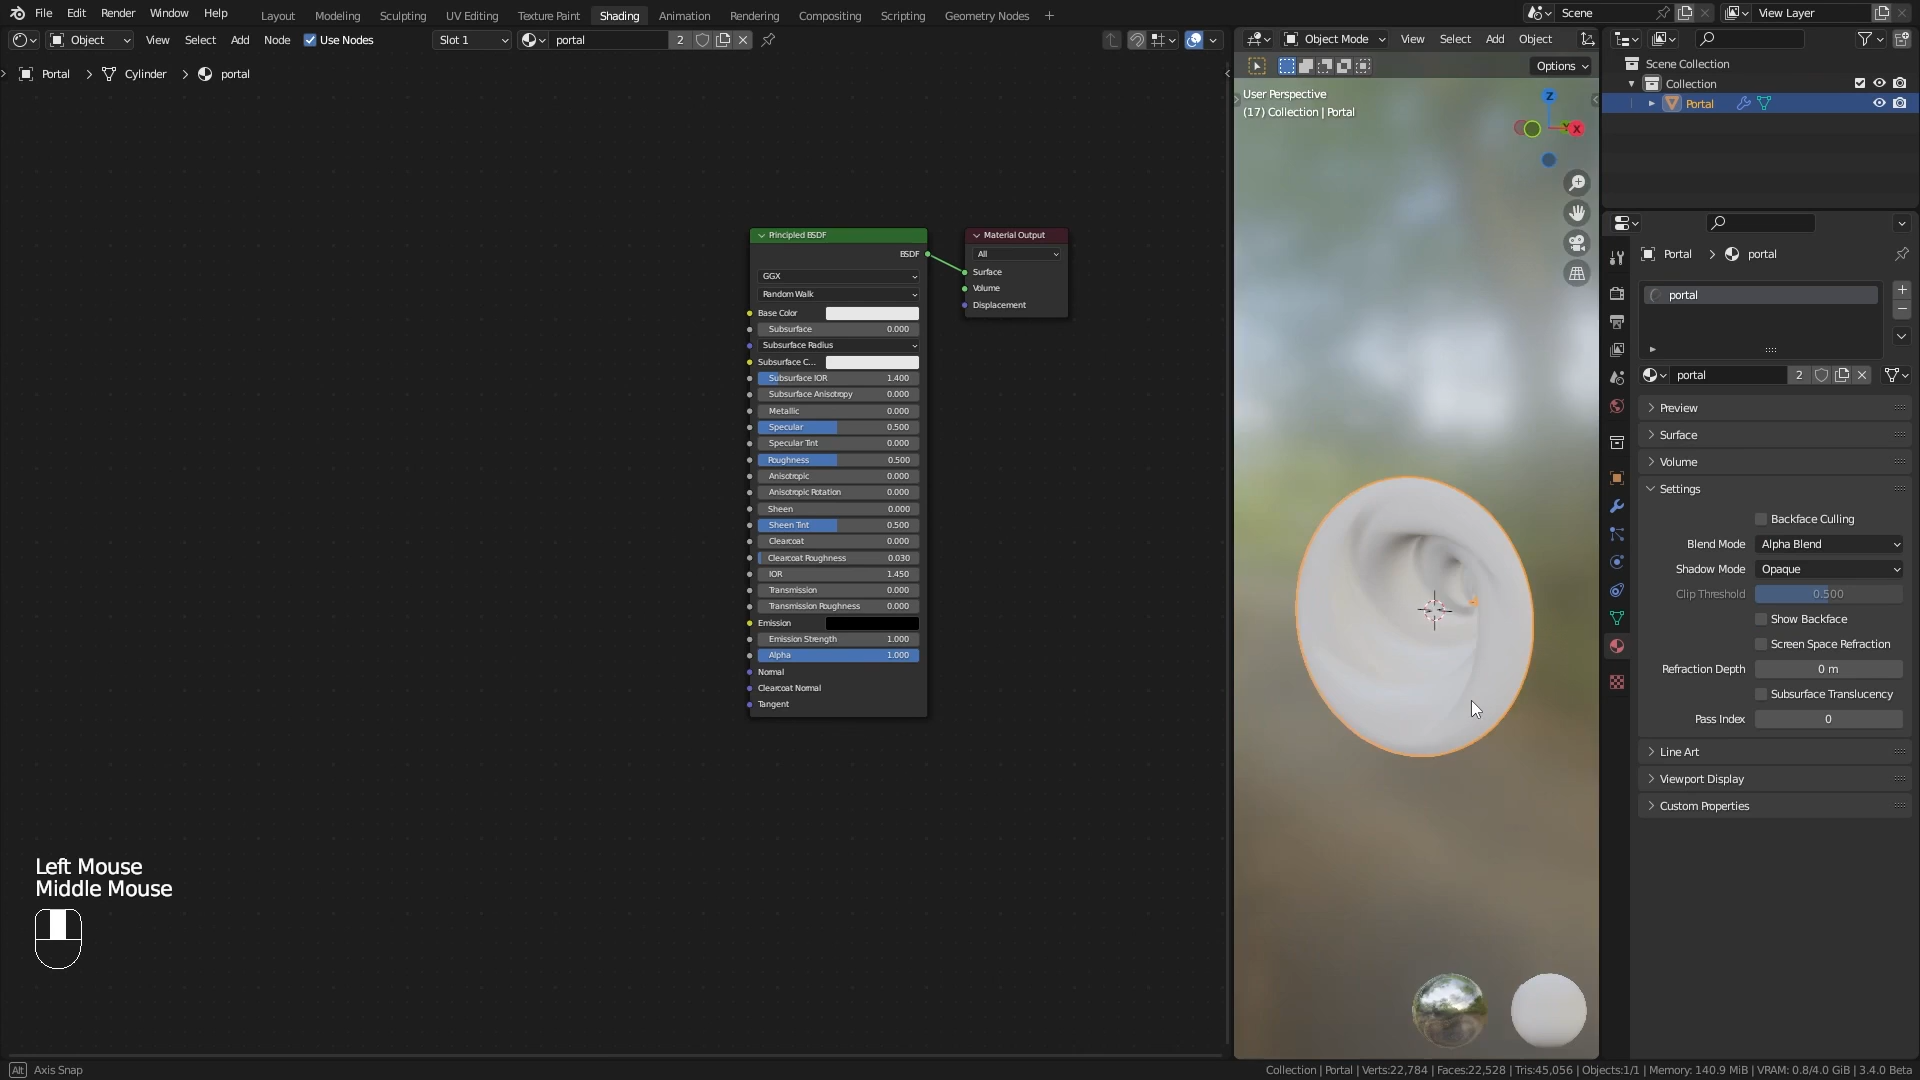 File Edit Render Window Help Layout Modeling Sculpting UV Editing Texture Paint Shading Animation Rendering Compositing Scripting Geometry Nodes + Scene View Layer
Object View Select Add Node Use Nodes Slot 1 portal 2 Object Mode View Select Add Object
Portal > Cylinder > portal
Options
User Perspective
(17) Collection | Portal
Z
Y
X
Scene Collection
Collection
Portal
Principled BSDF
BSDF
GGX
Random Walk
Base Color
Subsurface 0.000
Subsurface Radius
Subsurface C...
Subsurface IOR 1.400
Subsurface Anisotropy 0.000
Metallic 0.000
Specular 0.500
Specular Tint 0.000
Roughness 0.500
Anisotropic 0.000
Anisotropic Rotation 0.000
Sheen 0.000
Sheen Tint 0.500
Clearcoat 0.000
Clearcoat Roughness 0.030
IOR 1.450
Transmission 0.000
Transmission Roughness 0.000
Emission
Emission Strength 1.000
Alpha 1.000
Normal
Clearcoat Normal
Tangent
Material Output
All
Surface
Volume
Displacement
Portal > portal
portal
portal 2
Preview
Surface
Volume
Settings
Backface Culling
Blend Mode Alpha Blend
Shadow Mode Opaque
Clip Threshold 0.500
Show Backface
Screen Space Refraction
Refraction Depth 0 m
Subsurface Translucency
Pass Index 0
Line Art
Viewport Display
Custom Properties
Left Mouse
Middle Mouse
Alt Axis Snap
Collection | Portal | Verts:22,784 | Faces:22,528 | Tris:45,056 | Objects:1/1 | Memory: 140.9 MiB | VRAM: 0.8/4.0 GiB | 3.4.0 Beta